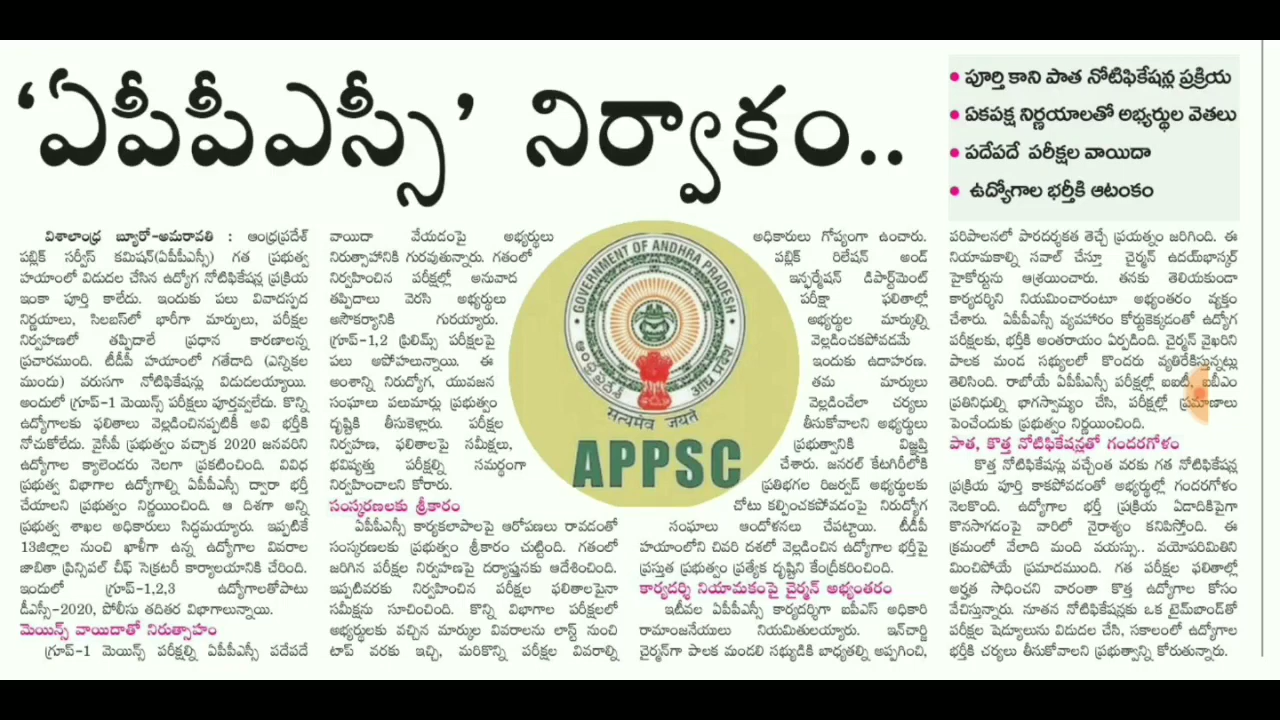 ‘ఏపీపీఎస్సీ’ నిర్వాకం..
• పూర్తి కాని పాత నోటిఫికేషన్ల ప్రక్రియ
• ఏకపక్ష నిర్ణయాలతో అభ్యర్థుల వెతలు
• పదేపదే పరీక్షల వాయిదా
• ఉద్యోగాల భర్తీకి ఆటంకం
విశాలాంధ్ర బ్యూరో-అమరావతి : ఆంధ్రప్రదేశ్
పబ్లిక్ సర్వీస్ కమిషన్(ఏపీపీఎస్సీ) గత ప్రభుత్వ
హయాంలో విడుదల చేసిన ఉద్యోగ నోటిఫికేషన్ల ప్రక్రియ
ఇంకా పూర్తి కాలేదు. ఇందుకు పలు వివాదస్పద
నిర్ణయాలు, సిలబస్‌లో భారీగా మార్పులు, పరీక్షల
నిర్వహణలో తప్పిదాలే ప్రధాన కారణాలన్న
ప్రచారముంది. టీడీపీ హయాంలో గతేదాది (ఎన్నికల
ముందు) వరుసగా నోటిఫికేషన్లు విడుదలయ్యాయి.
అందులో గ్రూప్-1 మెయిన్స్ పరీక్షలు పూర్తవ్వలేదు. కొన్ని
ఉద్యోగాలకు ఫలితాలు వెల్లడించినప్పటికీ అవి భర్తీకి
నోచుకోలేదు. వైసీపీ ప్రభుత్వం వచ్చాక 2020 జనవరిని
ఉద్యోగ క్యాలెండరు నెలగా ప్రకటించింది. వివిధ
ప్రభుత్వ విభాగాల ఉద్యోగాల్ని ఏపీపీఎస్సీ ద్వారా భర్తీ
చేయాలని ప్రభుత్వం నిర్ణయించింది. ఆ దిశగా అన్ని
ప్రభుత్వ శాఖల అధికారులు సిద్ధమయ్యారు. ఇప్పటికే
13జిల్లాల నుంచి ఖాళీగా ఉన్న ఉద్యోగాల వివరాల
జాబితా ప్రిన్సిపల్ చీఫ్ సెక్రటరీ కార్యాలయానికి చేరింది.
ఇందులో గ్రూప్-1,2,3 ఉద్యోగాలతోపాటు
డీఎస్సీ-2020, పోలీసు తదితర విభాగాలున్నాయి.
మెయిన్స్ వాయిదాతో నిరుత్సాహం
గ్రూప్-1 మెయిన్స్ పరీక్షల్ని ఏపీపీఎస్సీ పదేపదే
వాయిదా వేయడంపై అభ్యర్థులు
నిరుత్సాహానికి గురవుతున్నారు. గతంలో
నిర్వహించిన పరీక్షల్లో అనువాద
తప్పిదాలు వెరసి అభ్యర్థులు
అసౌకర్యానికి గురయ్యారు.
గ్రూప్-1,2 ప్రిలిమ్స్ పరీక్షలపై
పలు అపోహలున్నాయి. ఈ
అంశాన్ని నిరుద్యోగ, యువజన
సంఘాలు పలుమార్లు ప్రభుత్వం
దృష్టికి తీసుకెళ్లారు. పరీక్షల
నిర్వహణ, ఫలితాలపై సమీక్షలు,
భవిష్యత్తు పరీక్షల్ని సమర్థంగా
నిర్వహించాలని కోరారు.
సంస్కరణలకు శ్రీకారం
ఏపీపీఎస్సీ కార్యకలాపాలపై ఆరోపణలు రావడంతో
సంస్కరణలకు ప్రభుత్వం శ్రీకారం చుట్టింది. గతంలో
జరిగిన పరీక్షల నిర్వహణపై దర్యాప్తునకు ఆదేశించింది.
ఇప్పటివరకు నిర్వహించిన పరీక్షల ఫలితాలపైనా
సమీక్షను సూచించింది. కొన్ని విభాగాల పరీక్షలలో
అభ్యర్థులకు వచ్చిన మార్కుల వివరాలను లాస్ట్ నుంచి
టాప్ వరకు ఇచ్చి, మరికొన్ని పరీక్షల వివరాల్ని
GOVERNMENT OF ANDHRA PRADESH
ఆంధ్రప్రదేశ్
सत्यमेव जयते
APPSC
అధికారులు గోప్యంగా ఉంచారు.
పబ్లిక్ రిలేషన్ అండ్
ఇన్ఫర్మేషన్ డిపార్ట్‌మెంట్
పరీక్షా ఫలితాల్లో
అభ్యర్థుల మార్కుల్ని
వెల్లడించకపోవడమే
ఇందుకు ఉదాహరణ.
తమ మార్కులు
వెల్లడించేలా చర్యలు
తీసుకోవాలని అభ్యర్థులు
ప్రభుత్వానికి విజ్ఞప్తి
చేశారు. జనరల్ కేటగిరీలోకి
ప్రతిభగల రిజర్వుడ్ అభ్యర్థులకు
చోటు కల్పించకపోవడంపై నిరుద్యోగ
సంఘాలు ఆందోళనలు చేపట్టాయి. టీడీపీ
హయాంలోని చివరి దశలో వెల్లడించిన ఉద్యోగాల భర్తీపై
ప్రస్తుత ప్రభుత్వం ప్రత్యేక దృష్టిని కేంద్రీకరించింది.
కార్యదర్శి నియామకంపై చైర్మన్ అభ్యంతరం
ఇటీవల ఏపీపీఎస్సీ కార్యదర్శిగా ఐపీఎస్ అధికారి
రామాంజనేయులు నియమితులయ్యారు. ఇన్‌చార్జి
చైర్మన్‌గా పాలక మండలి సభ్యుడికి బాధ్యతల్ని అప్పగించి,
పరిపాలనలో పారదర్శకత తెచ్చే ప్రయత్నం జరిగింది. ఈ
నియామకాల్ని సవాల్ చేస్తూ చైర్మన్ ఉదయ్‌భాస్కర్
హైకోర్టును ఆశ్రయించారు. తనకు తెలియకుండా
కార్యదర్శిని నియమించారంటూ అభ్యంతరం వ్యక్తం
చేశారు. ఏపీపీఎస్సీ వ్యవహారం కోర్టుకెక్కడంతో ఉద్యోగ
పరీక్షలకు, భర్తీకి అంతరాయం ఏర్పడింది. చైర్మన్ వైఖరిని
పాలక మండ సభ్యులలో కొందరు వ్యతిరేకిస్తున్నట్లు
తెలిసింది. రాబోయే ఏపీపీఎస్సీ పరీక్షల్లో ఐఐటీ, ఐబీఎం
ప్రతినిధుల్ని భాగస్వామ్యం చేసి, పరీక్షల్లో ప్రమాణాలు
పెంచేందుకు ప్రభుత్వం నిర్ణయించింది.
పాత, కొత్త నోటిఫికేషన్లతో గందరగోళం
కొత్త నోటిఫికేషన్లు వచ్చేంత వరకు గత నోటిఫికేషన్ల
ప్రక్రియ పూర్తి కాకపోవడంతో అభ్యర్థుల్లో గందరగోళం
నెలకొంది. ఉద్యోగాల భర్తీ ప్రక్రియ ఏడాదికిపైగా
కొనసాగడంపై వారిలో నైరాశ్యం కనిపిస్తోంది. ఈ
క్రమంలో వేలాది మంది వయస్సు.. వయోపరిమితిని
మించిపోయే ప్రమాదముంది. గత పరీక్షల ఫలితాల్లో
అర్హత సాధించని వారంతా కొత్త ఉద్యోగాల కోసం
వేచిస్తున్నారు. నూతన నోటిఫికేషన్లకు ఒక టైమ్‌బాండ్‌తో
పరీక్షల షెడ్యూలును విడుదల చేసి, సకాలంలో ఉద్యోగాల
భర్తీకి చర్యలు తీసుకోవాలని ప్రభుత్వాన్ని కోరుతున్నారు.